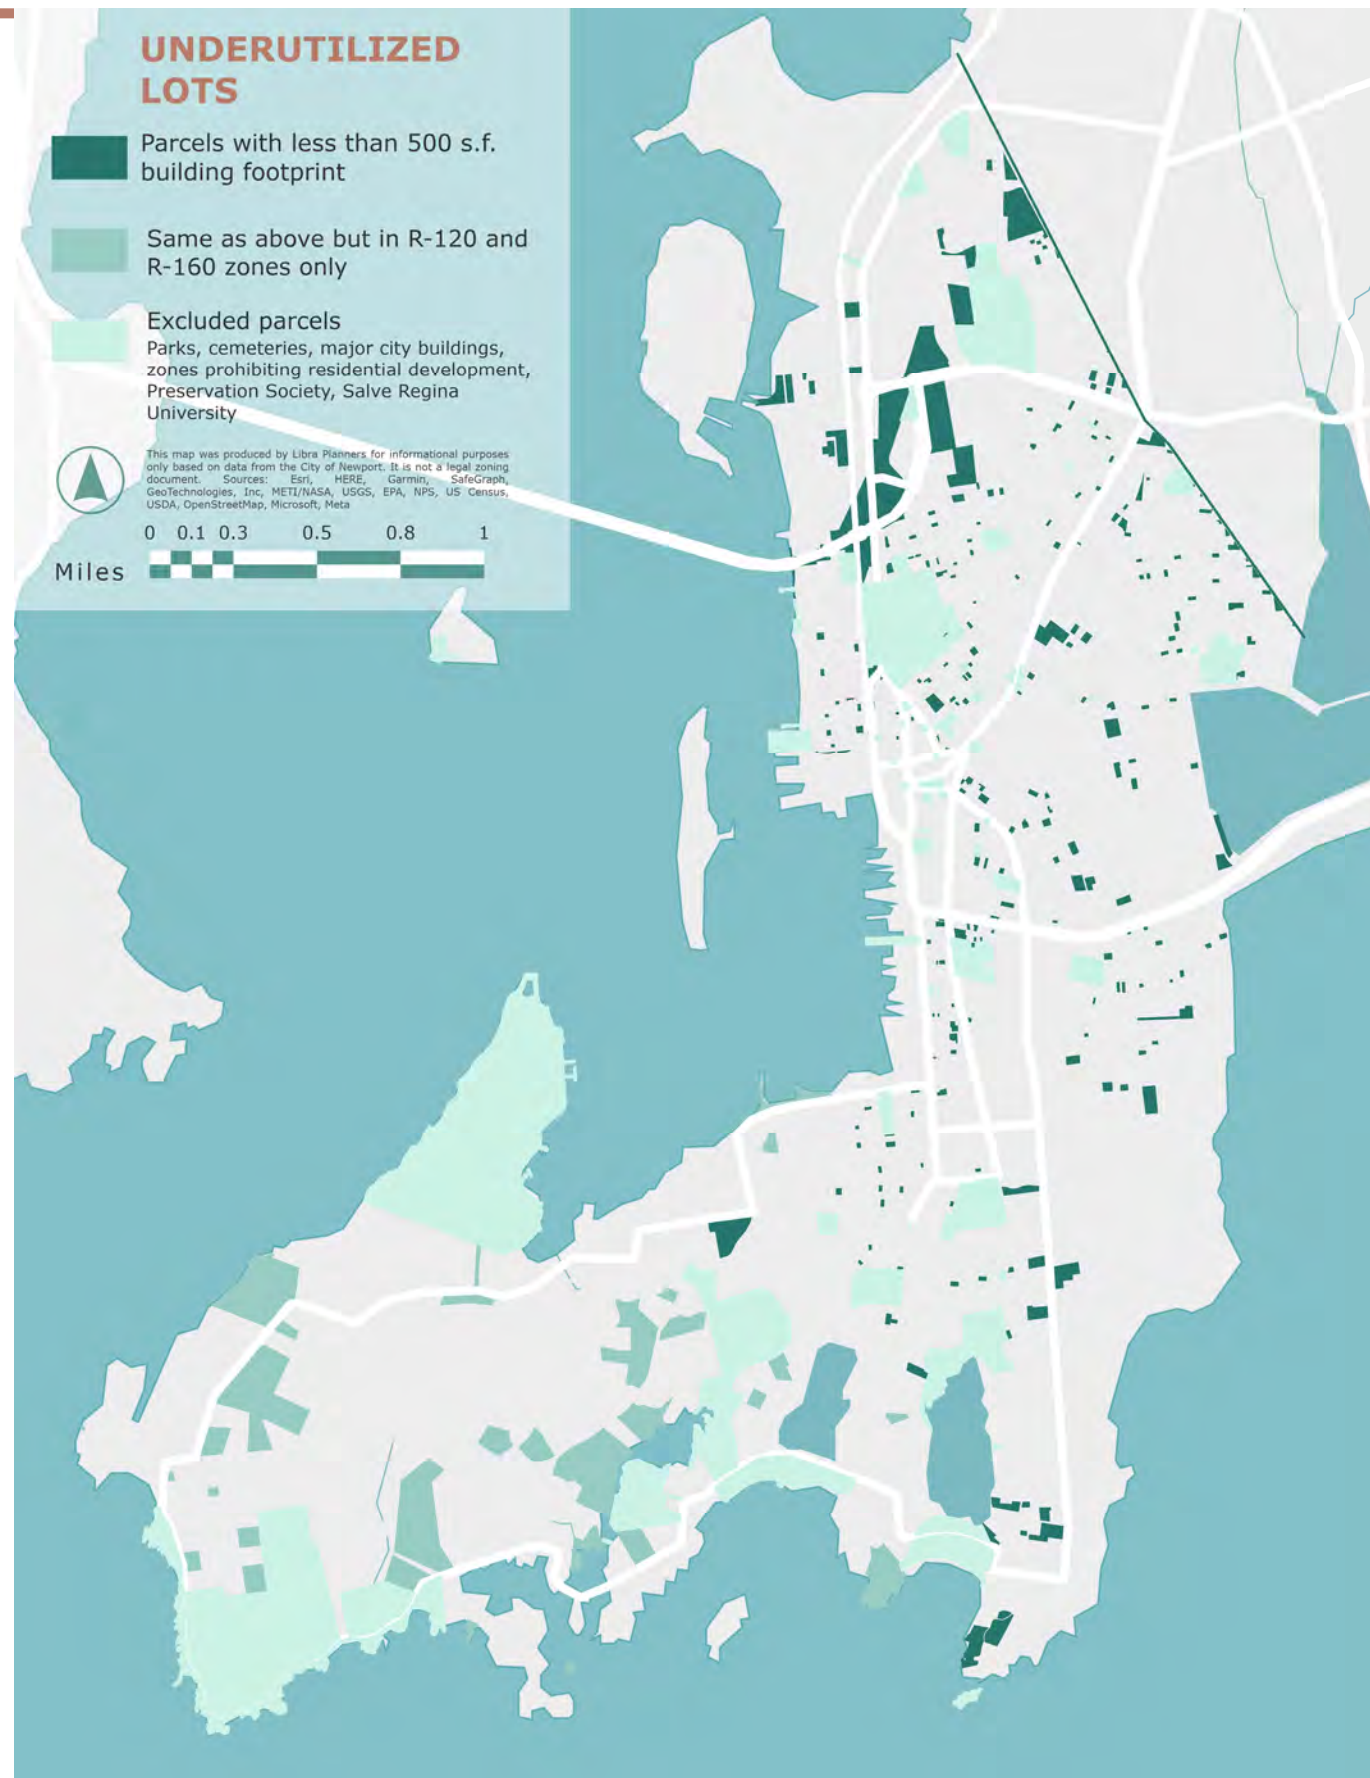 UNDERUTILIZED
LOTS
Parcels with less than 500 s.f.
building footprint
Same as above but in R-120 and
R-160 zones only
Excluded parcels
Parks, cemeteries, major city buildings,
zones prohibiting residential development,
Preservation Society, Salve Regina
University
This map was produced by Libra Planners for informational purposes
only based on data from the City of Newport. It is not a legal zoning
document. Sources: Esri, HERE, Garmin, SafeGraph,
GeoTechnologies, Inc, METI/NASA, USGS, EPA, NPS, US Census,
USDA, OpenStreetMap, Microsoft, Meta
0 0.1 0.3 0.5 0.8 1
Miles